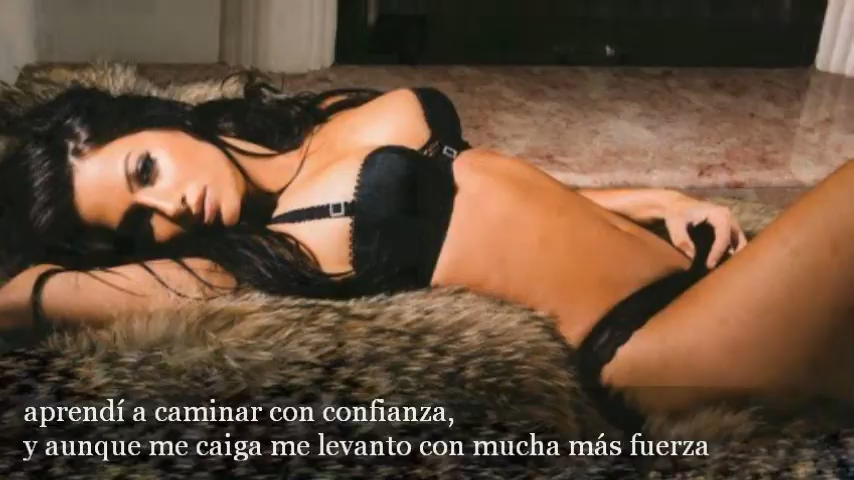 aprendí a caminar con confianza,
y aunque me caiga me levanto con mucha más fuerza